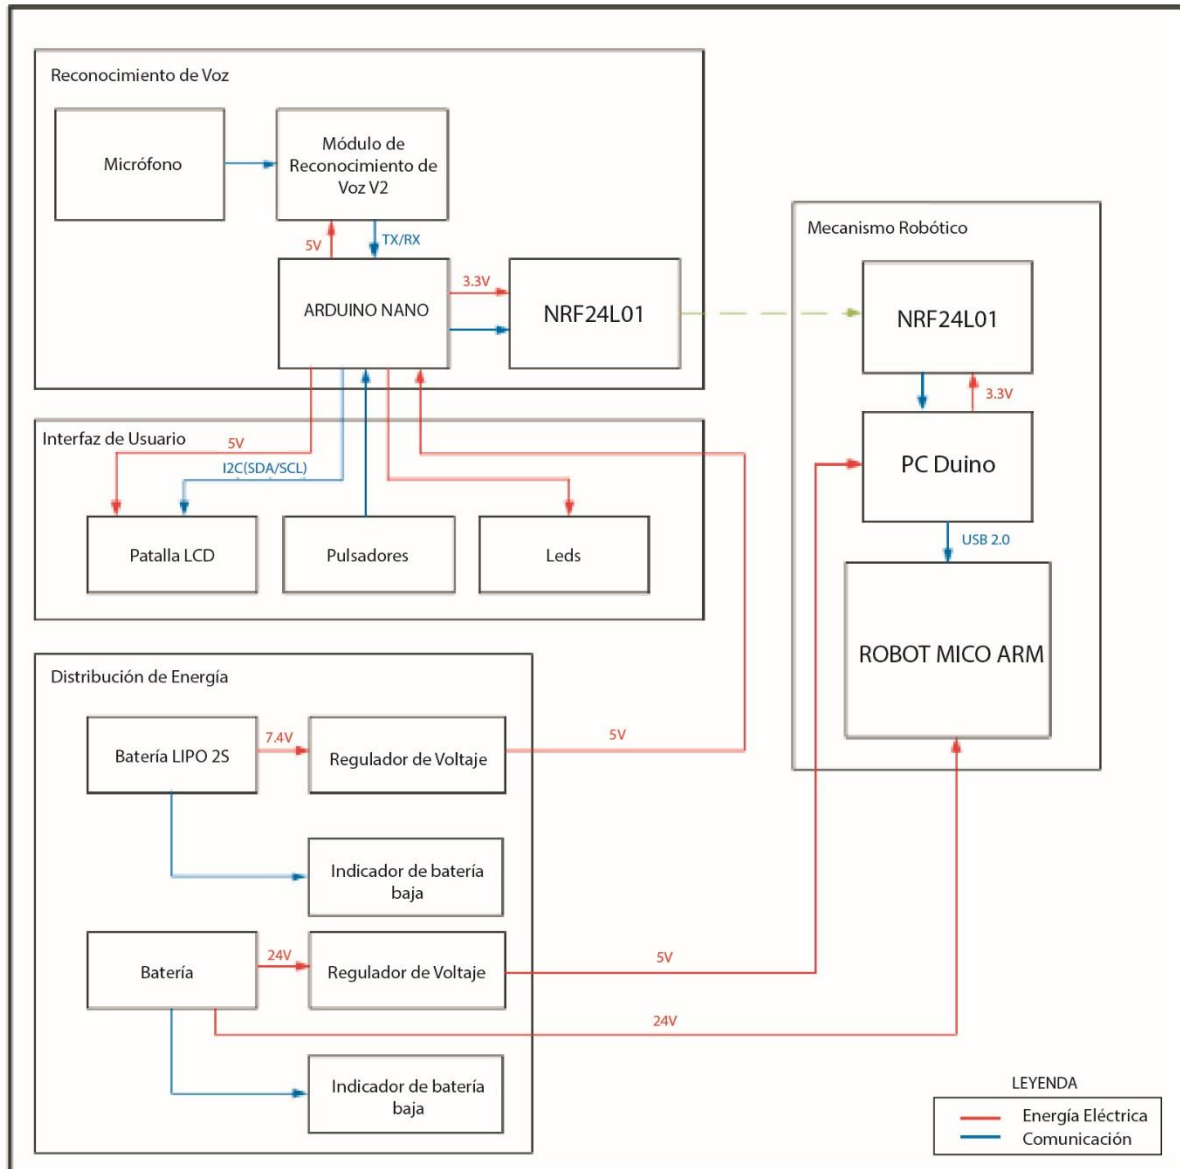 Reconocimiento de Voz
Micrófono
Módulo de
Reconocimiento de
Voz V2
5V
TX/RX
ARDUINO NANO
3.3V
NRF24L01
Mecanismo Robótico
NRF24L01
3.3V
PC Duino
USB 2.0
ROBOT MICO ARM
Interfaz de Usuario
5V
I2C(SDA/SCL)
Patalla LCD
Pulsadores
Leds
Distribución de Energía
Batería LIPO 2S
7.4V
Regulador de Voltaje
5V
Indicador de batería
baja
Batería
24V
Regulador de Voltaje
5V
24V
Indicador de batería
baja
LEYENDA
Energía Eléctrica
Comunicación